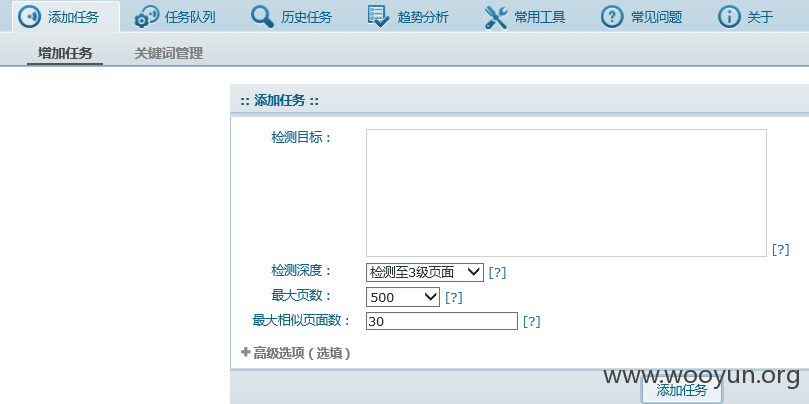 添加任务 任务队列 历史任务 趋势分析 常用工具 常见问题 关于
增加任务 关键词管理
:: 添加任务 ::
检测目标：
[?]
检测深度： 检测至3级页面 [?]
最大页数： 500 [?]
最大相似页面数： 30 [?]
高级选项（选填）
www.wooyun.org
添加任务